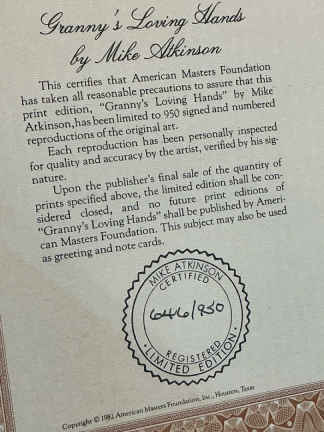 Granny's Loving Hands
by Mike Atkinson
This certifies that American Masters Foundation
has taken all reasonable precautions to assure that this
print edition, "Granny's Loving Hands" by Mike
Atkinson, has been limited to 950 signed and numbered
reproductions of the original art.
Each reproduction has been personally inspected
for quality and accuracy by the artist, verified by his sig-
nature.
Upon the publisher's final sale of the quantity of
prints specified above, the limited edition shall be con-
sidered closed, and no future print editions of
"Granny's Loving Hands" shall be published by Ameri-
can Masters Foundation. This subject may also be used
as greeting and note cards.
MIKE ATKINSON
CERTIFIED
646/950
REGISTERED
• LIMITED EDITION •
Copyright © 1982 American Masters Foundation, Inc., Houston, Texas